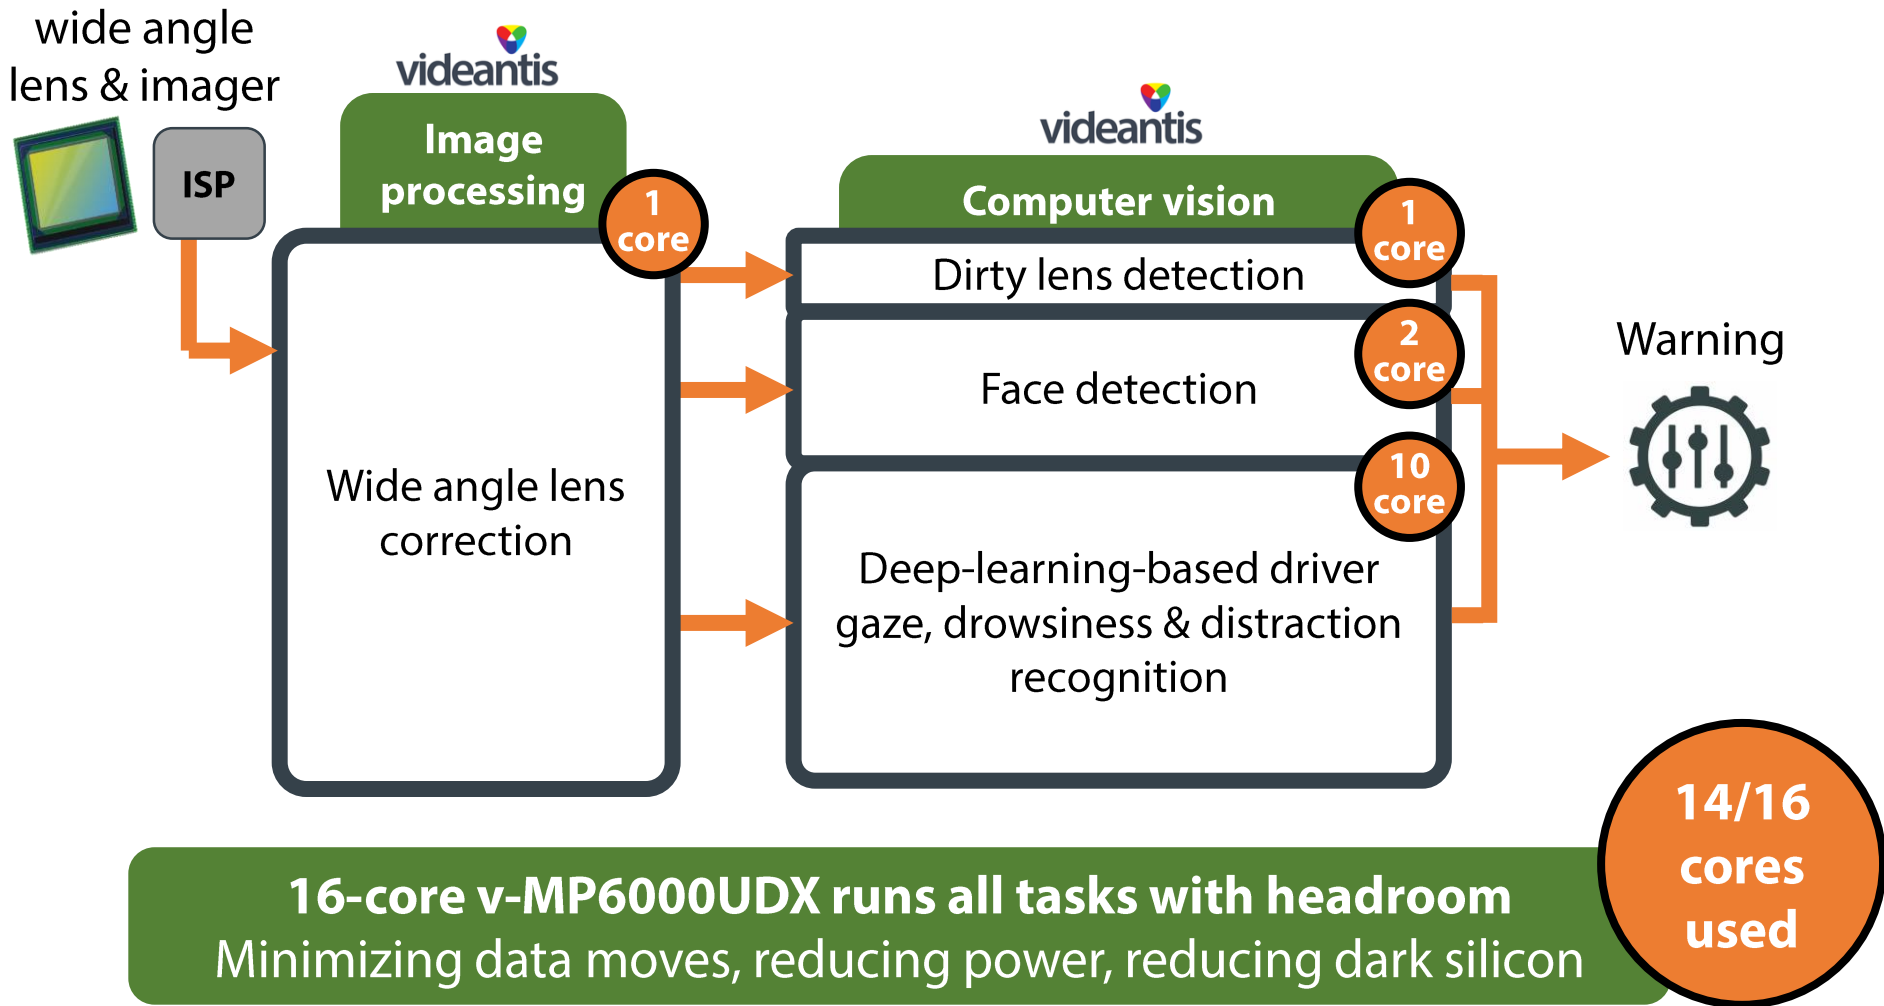 wide angle
lens & imager
ISP
videantis
Image
processing
1
core
Wide angle lens
correction
videantis
Computer vision
1
core
Dirty lens detection
2
core
Face detection
10
core
Deep-learning-based driver
gaze, drowsiness & distraction
recognition
Warning
14/16
cores
used
16-core v-MP6000UDX runs all tasks with headroom
Minimizing data moves, reducing power, reducing dark silicon